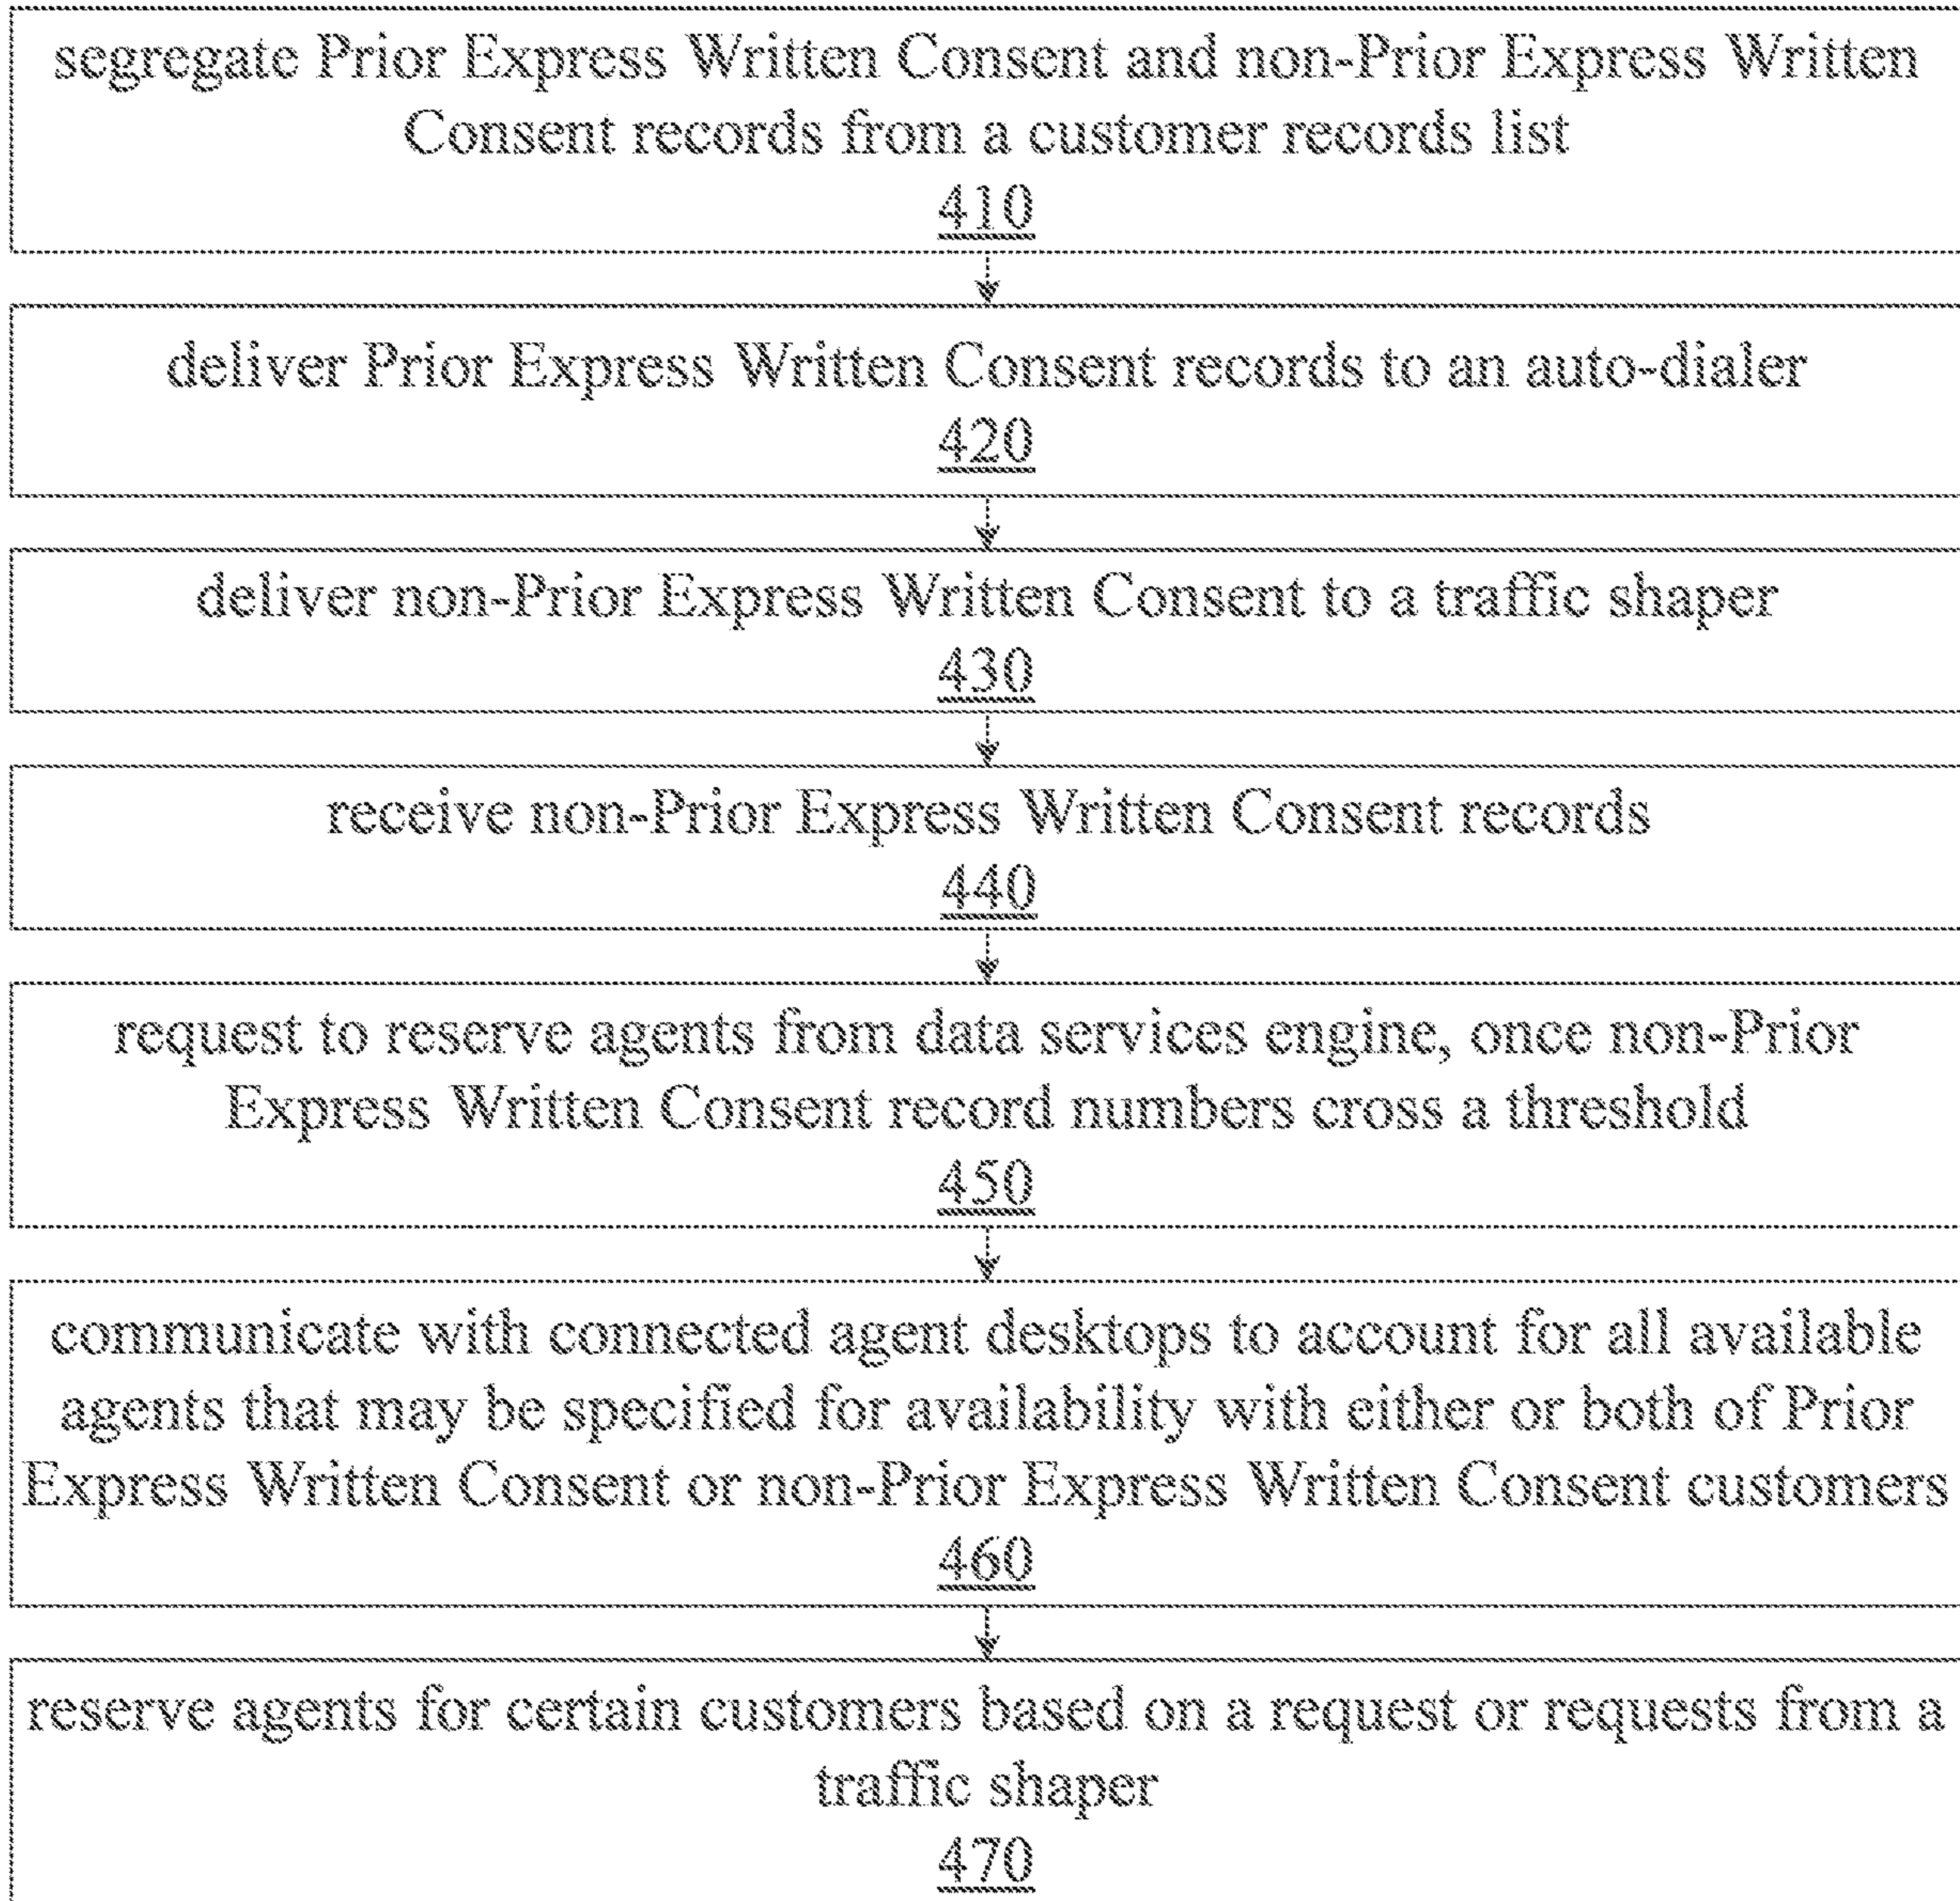 segregate Prior Express Written Consent and non-Prior Express Written
Consent records from a customer records list
410
deliver Prior Express Written Consent records to an auto-dialer
420
deliver non-Prior Express Written Consent to a traffic shaper
430
receive non-Prior Express Written Consent records
440
request to reserve agents from data services engine, once non-Prior
Express Written Consent record numbers cross a threshold
450
communicate with connected agent desktops to account for all available
agents that may be specified for availability with either or both of Prior
Express Written Consent or non-Prior Express Written Consent customers
460
reserve agents for certain customers based on a request or requests from a
traffic shaper
470